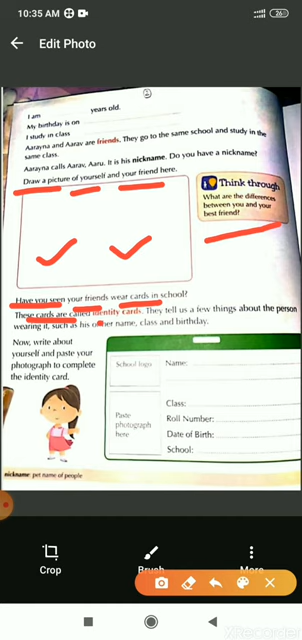 10:35 AM
26
Edit Photo
2
I am years old.
My birthday is on
I study in class
Aarayna and Aarav are friends. They go to the same school and study in the
same class.
Aarayna calls Aarav, Aaru. It is his nickname. Do you have a nickname?
Draw a picture of yourself and your friend here.
Think through
What are the differences
between you and your
best friend?
Have you seen your friends wear cards in school?
These cards are called identity cards. They tell us a few things about the person
wearing it, such as his other name, class and birthday.
Now, write about
yourself and paste your
photograph to complete
the identity card.
School logo
Name:
Class:
Paste
photograph
here
Roll Number:
Date of Birth:
School:
nickname: pet name of people
Crop
Brush
More